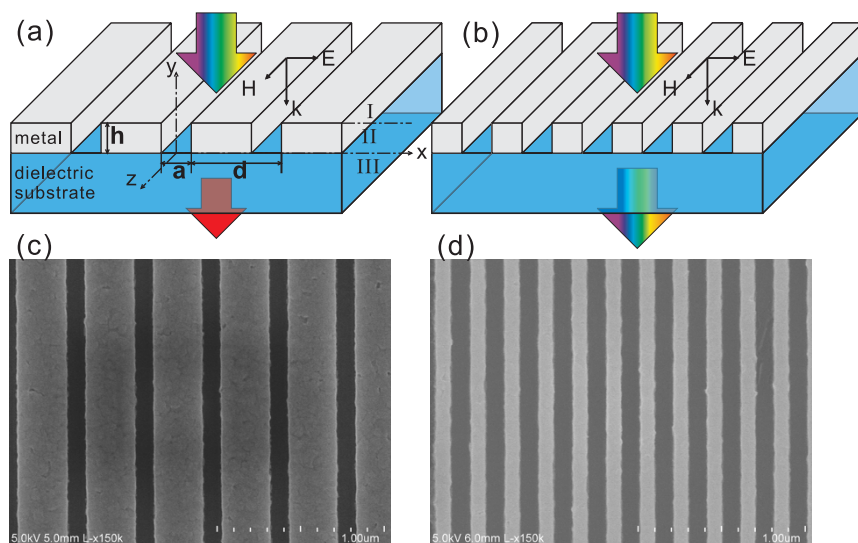 (a)
(b)
y
E
H
k
E
H
k
I
metal
h
II
x
dielectric
substrate
z
a
d
III
(c)
(d)
5.0kV 5.0mm L-x150k
1.00um
5.0kV 6.0mm L-x150k
1.00um